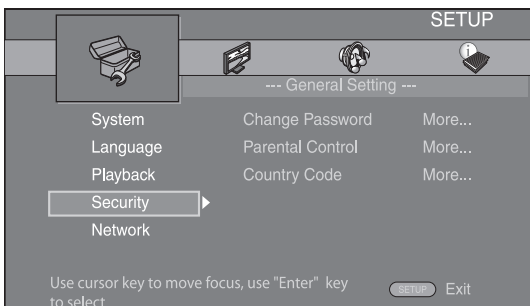 SETUP
--- General Setting ---
System Change Password More...
Language Parental Control More...
Playback Country Code More...
Security
Network
Use cursor key to move focus, use "Enter" key
to select
SETUP Exit